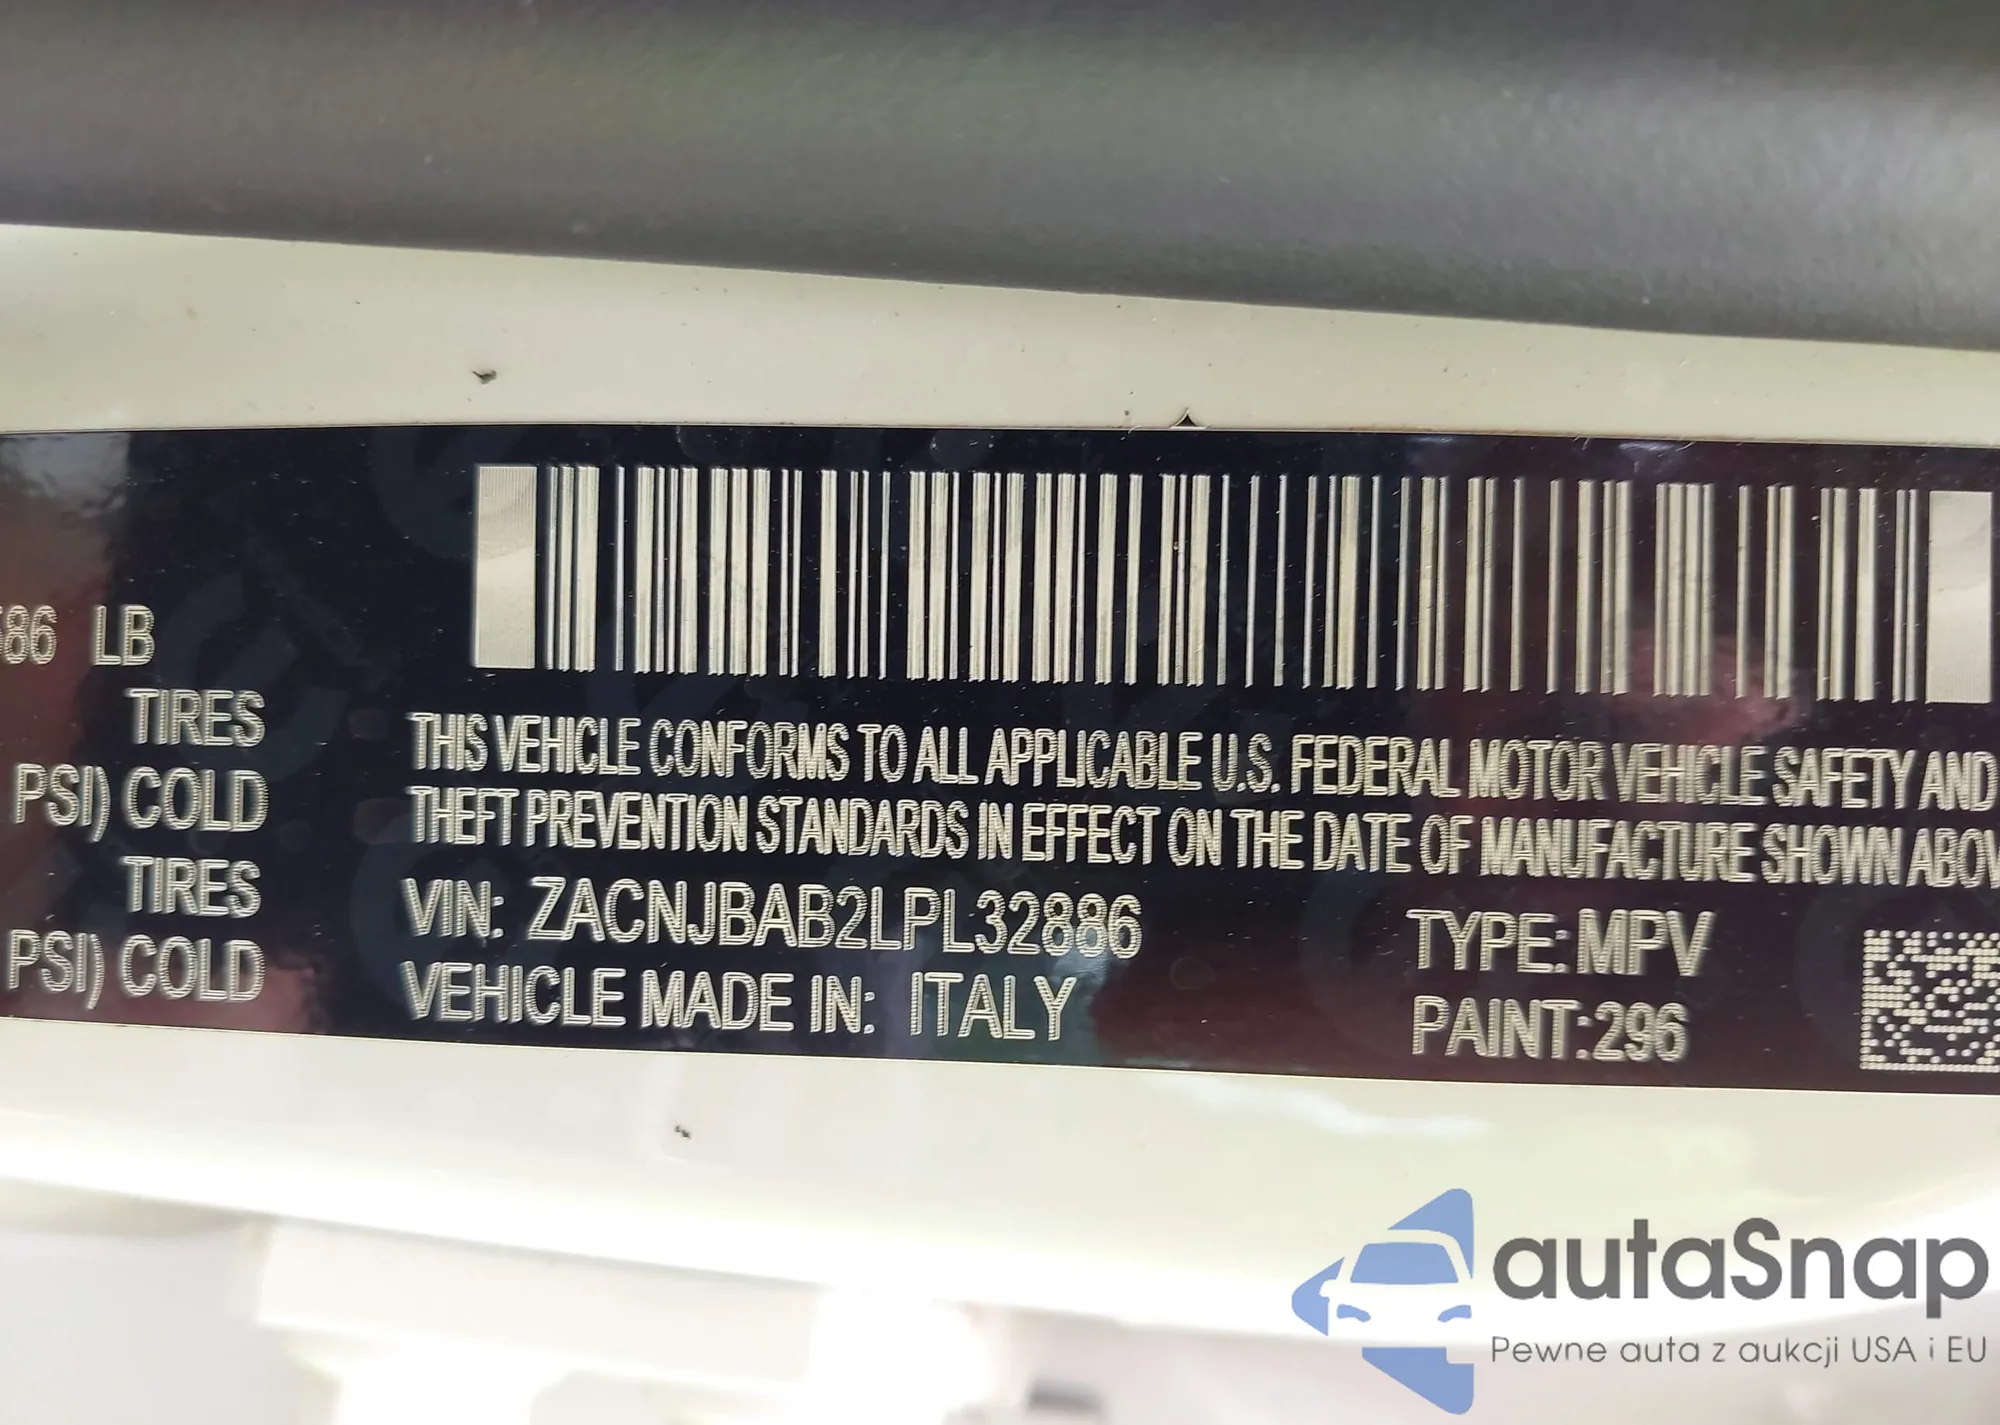 586 LB
TIRES
PSI) COLD
TIRES
PSI) COLD
THIS VEHICLE CONFORMS TO ALL APPLICABLE U.S. FEDERAL MOTOR VEHICLE SAFETY AND
THEFT PREVENTION STANDARDS IN EFFECT ON THE DATE OF MANUFACTURE SHOWN ABOV
VIN: ZACNJBAB2LPL32886
TYPE: MPV
VEHICLE MADE IN: ITALY
PAINT:296
autaSnap
Pewne auta z aukcji USA i EU